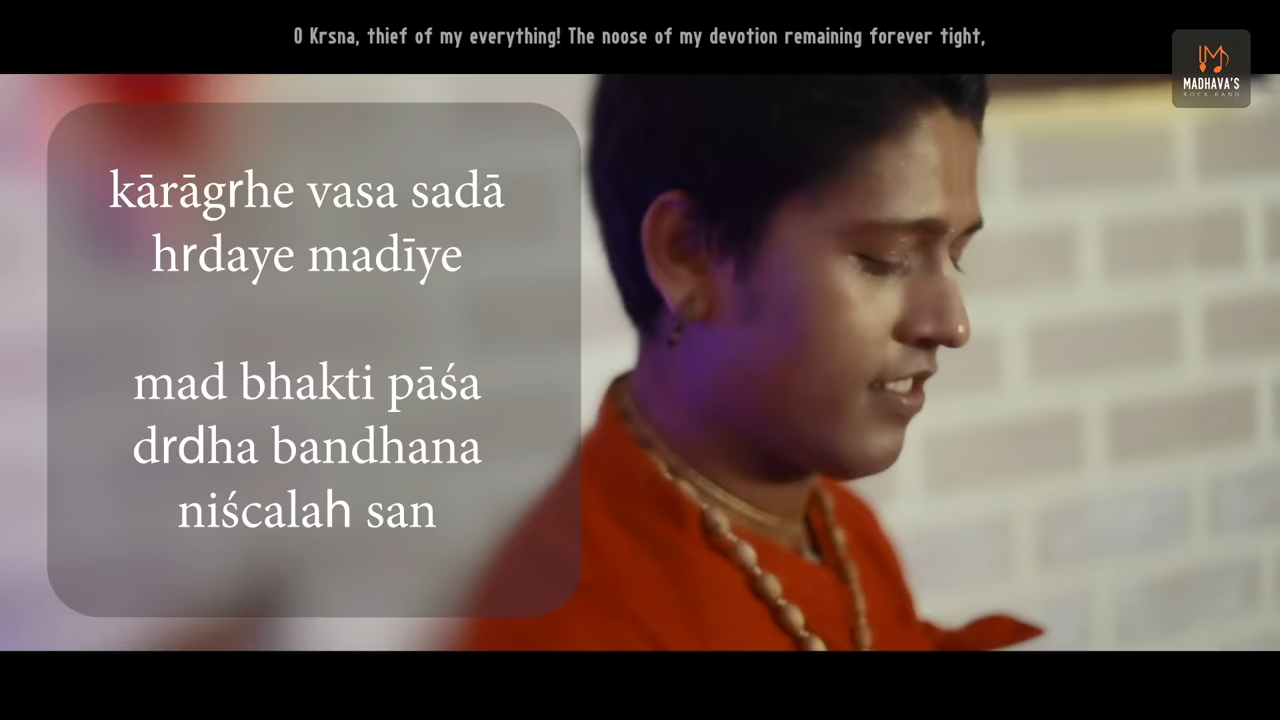 O Krsna, thief of my everything! The noose of my devotion remaining forever tight,
MADHAVA'S
ROCK BAND
kārāgrhe vasa sadā
hrdaye madīye
mad bhakti pāśa
drdha bandhana
niścalah san